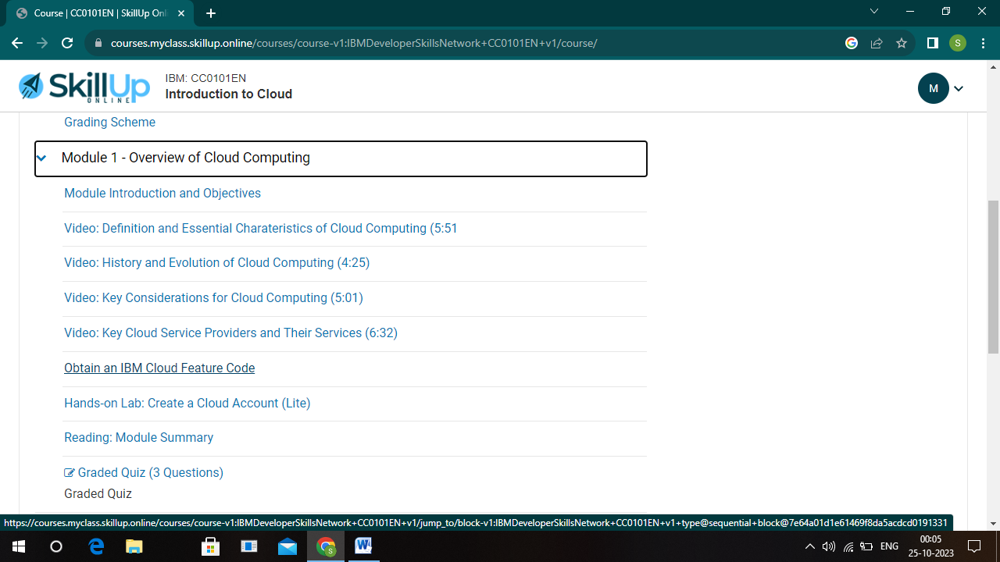 Course | CC0101EN | SkillUp Onli
courses.myclass.skillup.online/courses/course-v1:IBMDeveloperSkillsNetwork+CC0101EN+v1/course/
S
SkillUp
ONLINE
IBM: CC0101EN
Introduction to Cloud
M
Grading Scheme
Module 1 - Overview of Cloud Computing
Module Introduction and Objectives
Video: Definition and Essential Charateristics of Cloud Computing (5:51
Video: History and Evolution of Cloud Computing (4:25)
Video: Key Considerations for Cloud Computing (5:01)
Video: Key Cloud Service Providers and Their Services (6:32)
Obtain an IBM Cloud Feature Code
Hands-on Lab: Create a Cloud Account (Lite)
Reading: Module Summary
Graded Quiz (3 Questions)
Graded Quiz
https://courses.myclass.skillup.online/courses/course-v1:IBMDeveloperSkillsNetwork+CC0101EN+v1/jump_to/block-v1:IBMDeveloperSkillsNetwork+CC0101EN+v1+type@sequential+block@7e64a01d1e61469f8da5acdcd0191331
S
W
ENG
00:05
25-10-2023